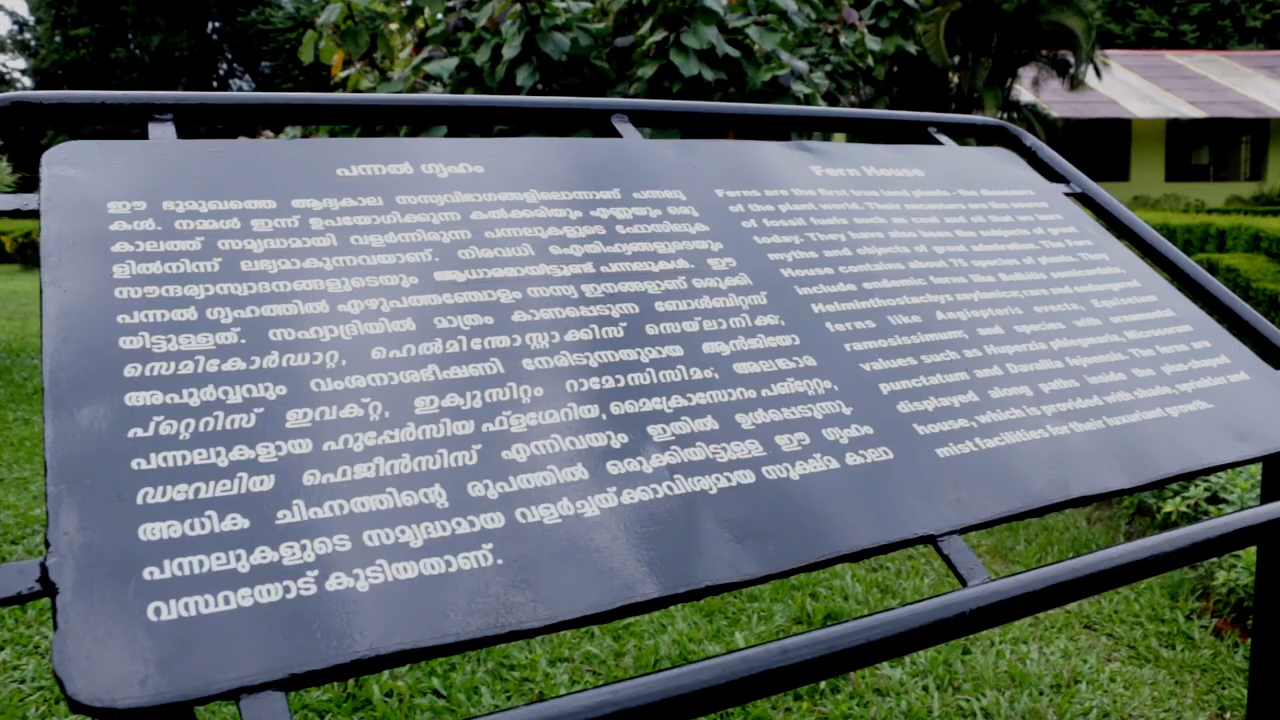 പന്നൽ ഗൃഹം
ഈ ഭൂമുഖത്തെ ആദ്യകാല സസ്യവിഭാഗങ്ങളിലൊന്നാണ് പന്നലു
കൾ. നമ്മൾ ഇന്ന് ഉപയോഗിക്കുന്ന കൽക്കരിയും എണ്ണയും ഒരു
കാലത്ത് സമൃദ്ധമായി വളർന്നിരുന്ന പന്നലുകളുടെ ഫോസിലുക
ളിൽനിന്ന് ലഭ്യമാകുന്നവയാണ്. നിരവധി ഐതിഹ്യങ്ങളുടെയും
സൗന്ദര്യാസ്വാദനങ്ങളുടെയും ആധാരമായിട്ടുണ്ട് പന്നലുകൾ. ഈ
പന്നൽ ഗൃഹത്തിൽ എഴുപത്തഞ്ചോളം സസ്യ ഇനങ്ങളാണ് ഒരുക്കി
യിട്ടുള്ളത്. സഹ്യാദ്രിയിൽ മാത്രം കാണപ്പെടുന്ന ബോൾബിറ്റസ്
സെമികോർഡാറ്റ, ഹെൽമിന്തോസ്റ്റാക്കിസ് സെയ്ലാനിക്ക,
അപൂർവ്വവും വംശനാശഭീഷണി നേരിടുന്നതുമായ ആൻജിയോ
പ്റ്റെറിസ് ഇവക്റ്റ, ഇക്യുസിറ്റം റാമോസിസിമം; അലങ്കാര
പന്നലുകളായ ഹുപ്പേർസിയ ഫ്ളഗ്മേറിയ, മൈക്രോസോറം പങ്റ്റേറ്റം,
ഡവേലിയ ഫെജീൻസിസ് എന്നിവയും ഇതിൽ ഉൾപ്പെടുന്നു.
അധിക ചിഹ്നത്തിന്റെ രൂപത്തിൽ ഒരുക്കിയിട്ടുള്ള ഈ ഗൃഹം
പന്നലുകളുടെ സമൃദ്ധമായ വളർച്ചയ്ക്കാവിശ്യമായ സൂക്ഷ്മ കാലാ
വസ്ഥയോട് കൂടിയതാണ്.
Fern House
Ferns are the first true land plants - the dinosaurs
of the plant world. Their ancestors are the source
of fossil fuels such as coal and oil that we burn
today. They have also been the subjects of great
myths and objects of great admiration. The Fern
House contains about 75 species of plants. They
include endemic ferns like Bolbitis semicordata,
Helminthostachys zeylanica; rare and endangered
ferns like Angiopteris evecta, Equisetum
ramosissimum; and species with ornamental
values such as Huperzia phlegmaria, Microsorum
punctatum and Davallia fejeensis. The ferns are
displayed along paths inside the plus-shaped
house, which is provided with shade, sprinkler and
mist facilities for their luxuriant growth.